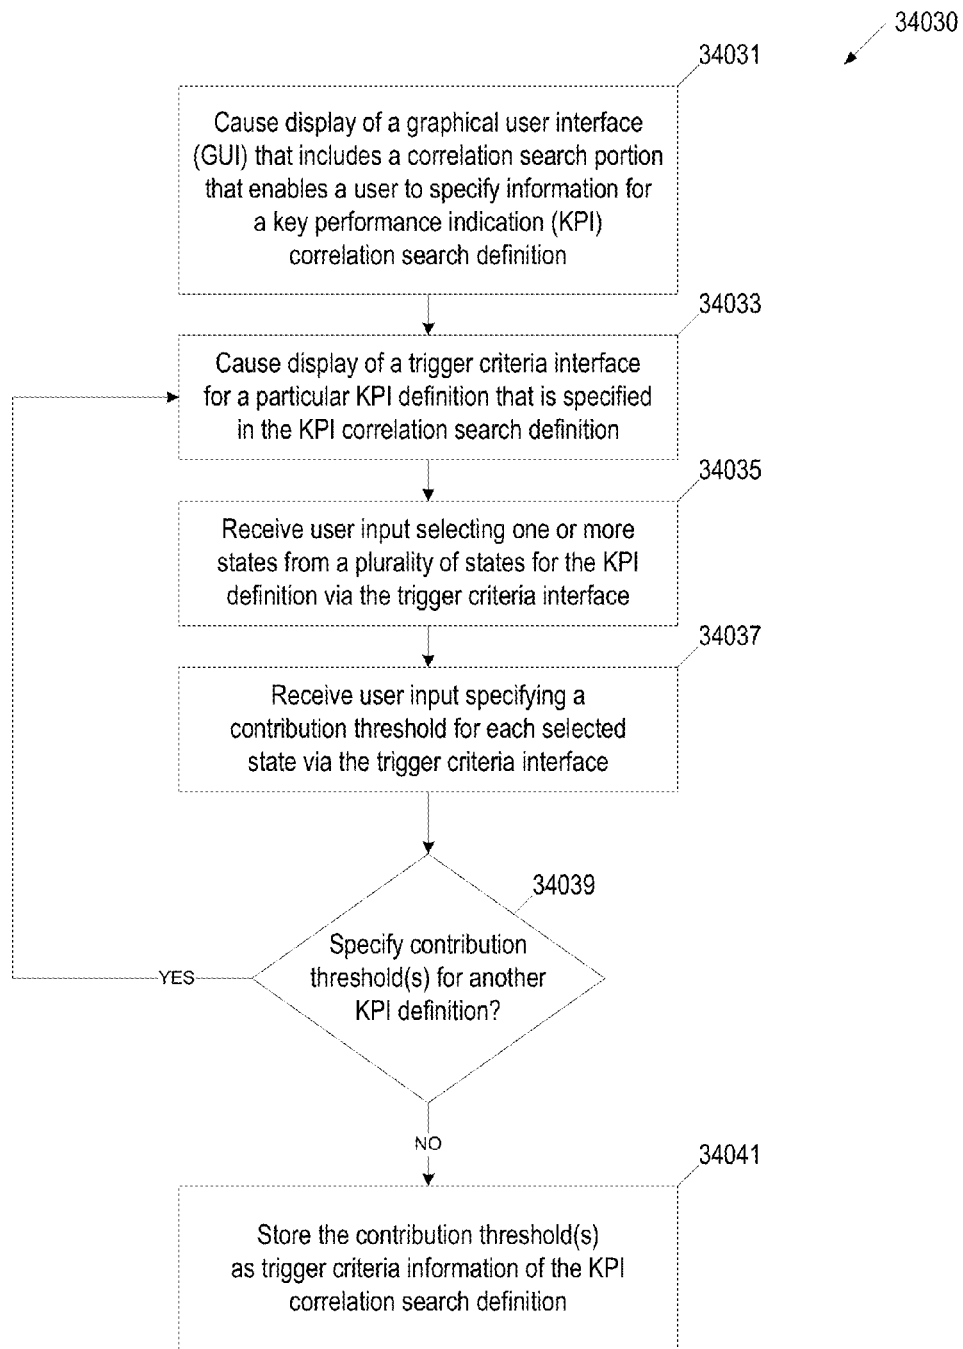 34030
34031
Cause display of a graphical user interface
(GUI) that includes a correlation search portion
that enables a user to specify information for
a key performance indication (KPI)
correlation search definition
34033
Cause display of a trigger criteria interface
for a particular KPI definition that is specified
in the KPI correlation search definition
34035
Receive user input selecting one or more
states from a plurality of states for the KPI
definition via the trigger criteria interface
34037
Receive user input specifying a
contribution threshold for each selected
state via the trigger criteria interface
34039
Specify contribution
threshold(s) for another
KPI definition?
YES
NO
34041
Store the contribution threshold(s)
as trigger criteria information of the KPI
correlation search definition